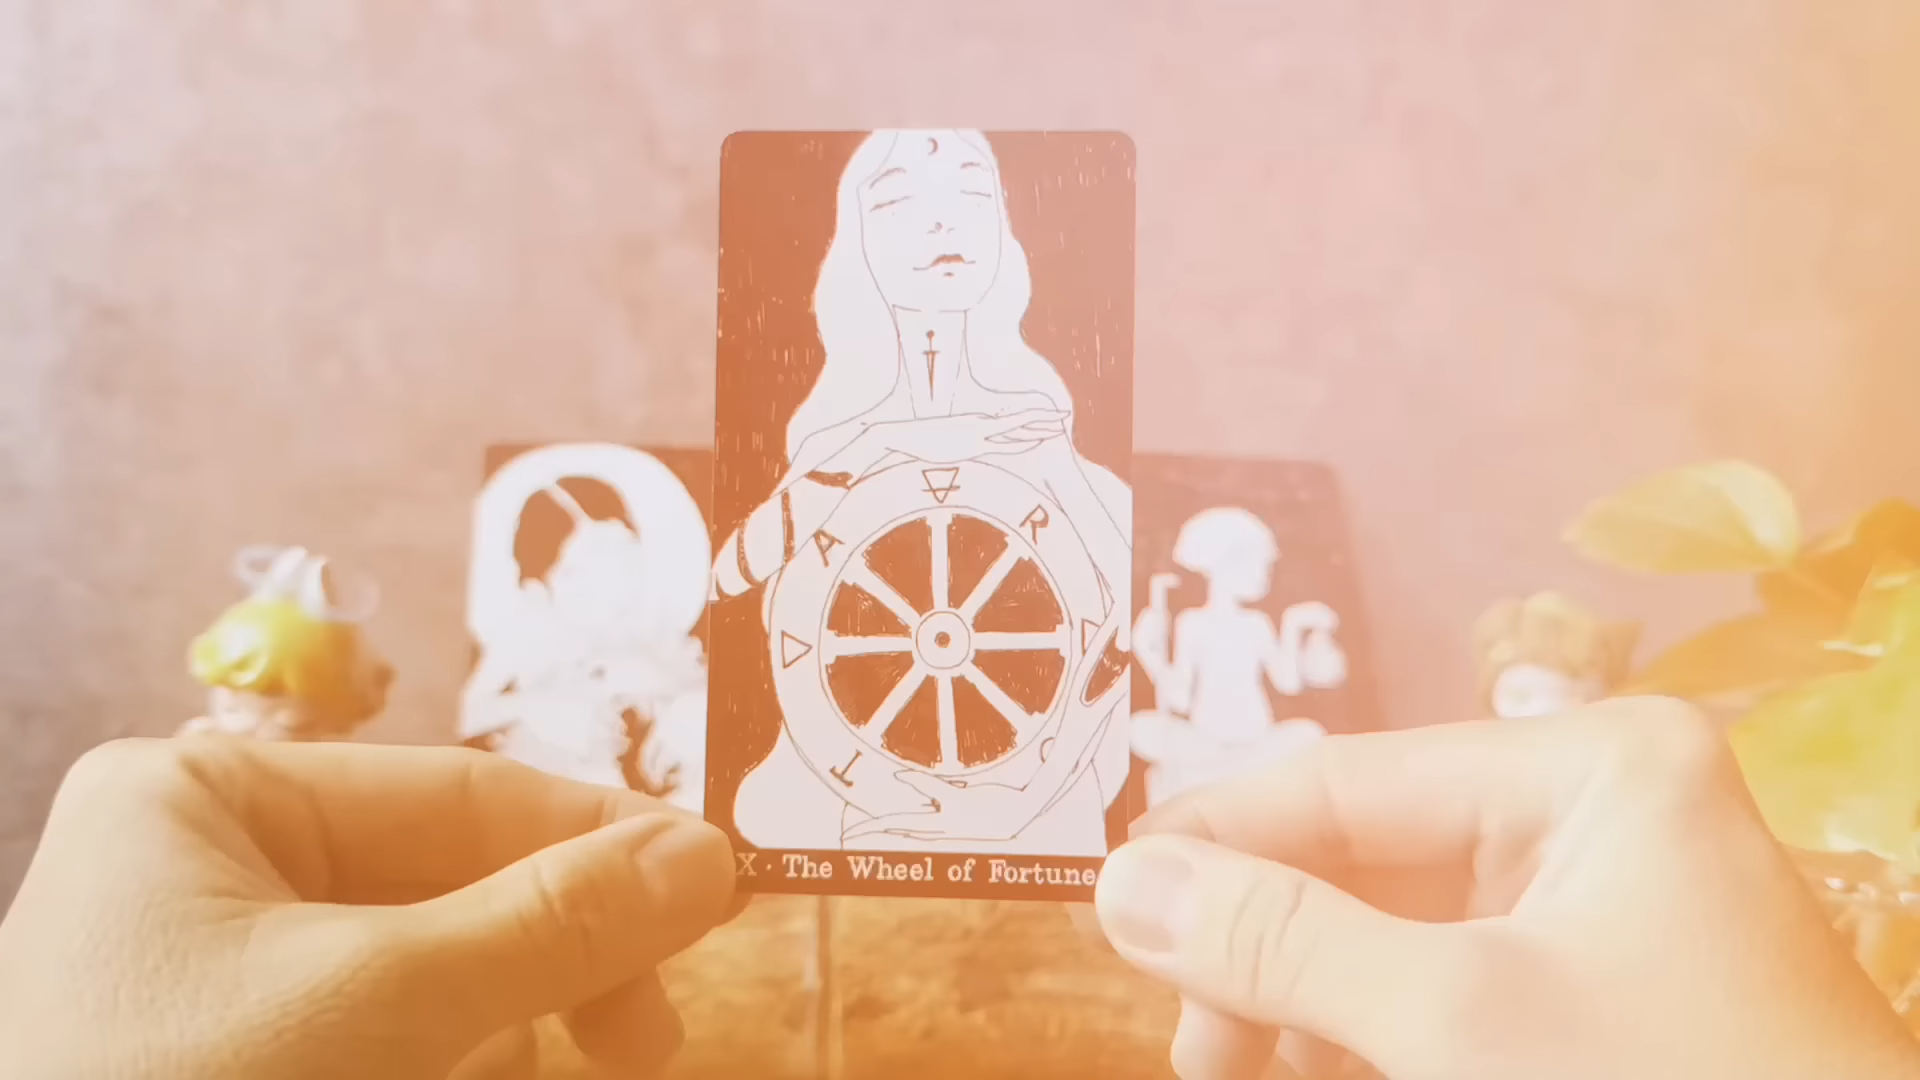 A R
I O
X · The Wheel of Fortune